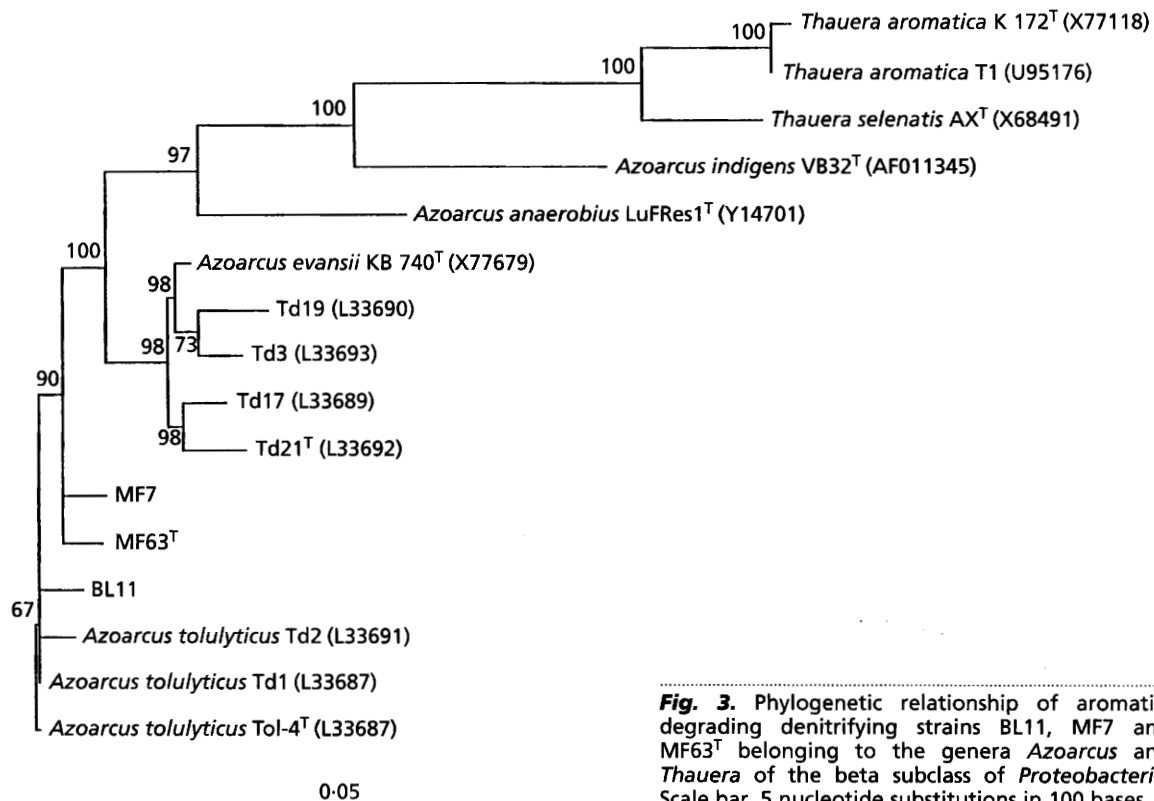 100
Thauera aromatica K 172ᵀ (X77118)
100
Thauera aromatica T1 (U95176)
100
Thauera selenatis AXᵀ (X68491)
97
Azoarcus indigens VB32ᵀ (AF011345)
Azoarcus anaerobius LuFRes1ᵀ (Y14701)
100
Azoarcus evansii KB 740ᵀ (X77679)
98
Td19 (L33690)
98
73
Td3 (L33693)
90
Td17 (L33689)
98
Td21ᵀ (L33692)
MF7
MF63ᵀ
BL11
67
Azoarcus tolulyticus Td2 (L33691)
Azoarcus tolulyticus Td1 (L33687)
Azoarcus tolulyticus Tol-4ᵀ (L33687)
0·05
Fig. 3. Phylogenetic relationship of aromati
degrading denitrifying strains BL11, MF7 an
MF63ᵀ belonging to the genera Azoarcus an
Thauera of the beta subclass of Proteobacteri
Scale bar, 5 nucleotide substitutions in 100 bases